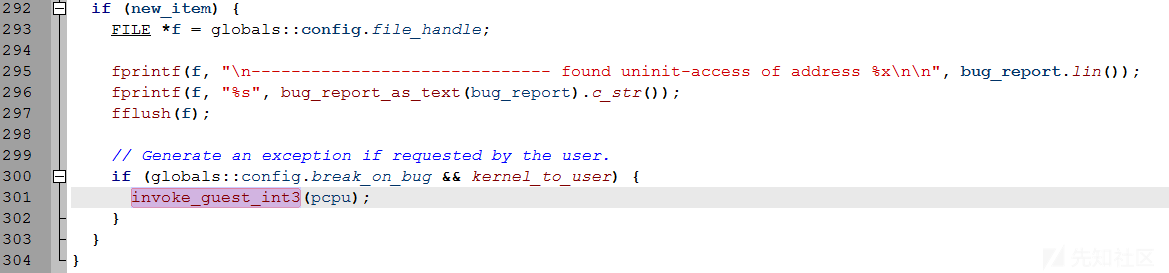 292 if (new_item) {
293 FILE *f = globals::config.file_handle;
294
295 fprintf(f, "\n------------------------------ found uninit-access of address %x\n\n", bug_report.lin());
296 fprintf(f, "%s", bug_report_as_text(bug_report).c_str());
297 fflush(f);
298
299 // Generate an exception if requested by the user.
300 if (globals::config.break_on_bug && kernel_to_user) {
301 invoke_guest_int3(pcpu);
302 }
303 }
304 }
先知社区